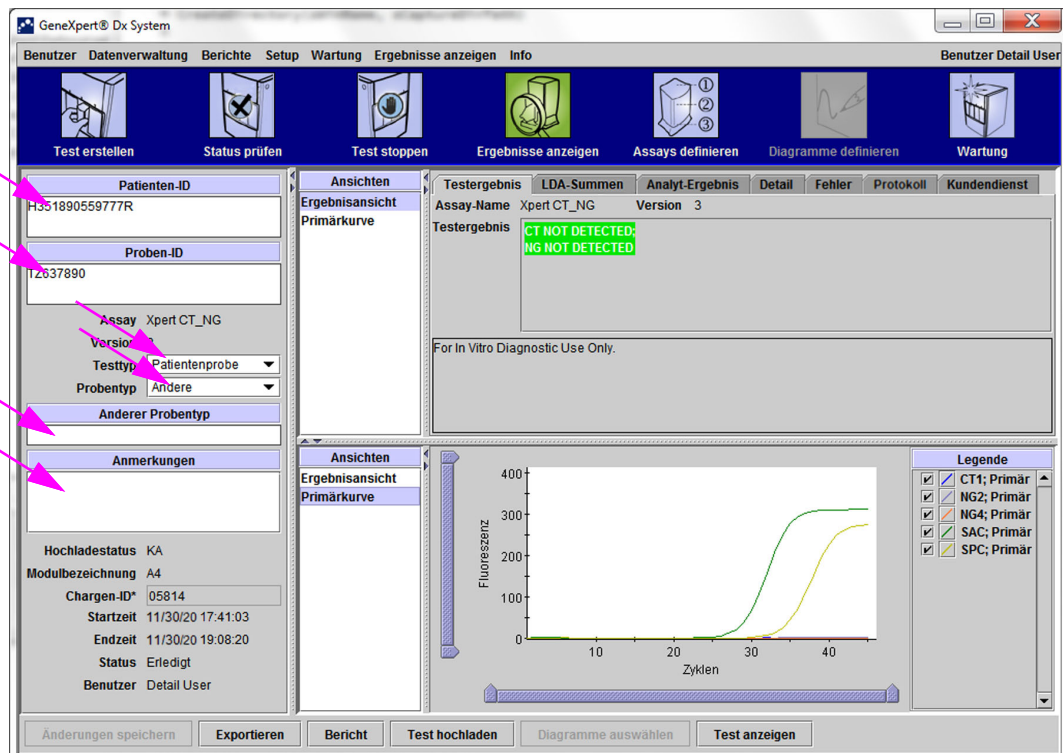 GeneXpert® Dx System
Benutzer Datenverwaltung Berichte Setup Wartung Ergebnisse anzeigen Info Benutzer Detail User
Test erstellen Status prüfen Test stoppen Ergebnisse anzeigen Assays definieren Diagramme definieren Wartung
Patienten-ID
H351890559777R
Proben-ID
TZ637890
Assay Xpert CT_NG
Version
Testtyp Patientenprobe
Probentyp Andere
Anderer Probentyp
Anmerkungen
Hochladestatus KA
Modulbezeichnung A4
Chargen-ID* 05814
Startzeit 11/30/20 17:41:03
Endzeit 11/30/20 19:08:20
Status Erledigt
Benutzer Detail User
Ansichten
Ergebnisansicht
Primärkurve
Testergebnis LDA-Summen Analyt-Ergebnis Detail Fehler Protokoll Kundendienst
Assay-Name Xpert CT_NG Version 3
Testergebnis
CT NOT DETECTED;
NG NOT DETECTED
For In Vitro Diagnostic Use Only.
Ansichten
Ergebnisansicht
Primärkurve
Fluoreszenz
400
300
200
100
0
10 20 30 40
Zyklen
Legende
CT1; Primär
NG2; Primär
NG4; Primär
SAC; Primär
SPC; Primär
Änderungen speichern Exportieren Bericht Test hochladen Diagramme auswählen Test anzeigen